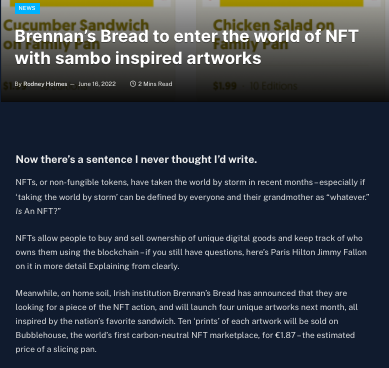 NEWS
Cucumber Sandwich
on Family Pan
Chicken Salad on
Family Pan
Brennan's Bread to enter the world of NFT
with sambo inspired artworks
$1.99
$1.99 10 Editions
By Rodney Holmes — June 16, 2022 2 Mins Read
Now there's a sentence I never thought I'd write.
NFTs, or non-fungible tokens, have taken the world by storm in recent months – especially if
'taking the world by storm' can be defined by everyone and their grandmother as "whatever."
Is An NFT?"
NFTs allow people to buy and sell ownership of unique digital goods and keep track of who
owns them using the blockchain – if you still have questions, here's Paris Hilton Jimmy Fallon
on it in more detail Explaining from clearly.
Meanwhile, on home soil, Irish institution Brennan's Bread has announced that they are
looking for a piece of the NFT action, and will launch four unique artworks next month, all
inspired by the nation's favorite sandwich. Ten 'prints' of each artwork will be sold on
Bubblehouse, the world's first carbon-neutral NFT marketplace, for €1.87 – the estimated
price of a slicing pan.